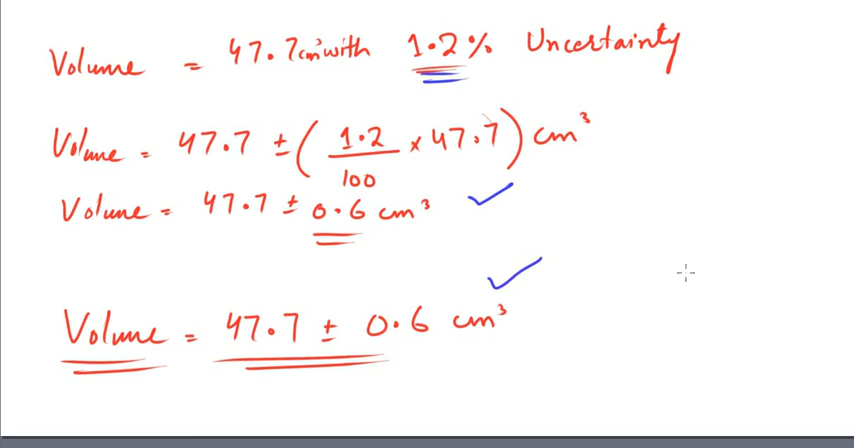 Volume = 47.7cm³ with 1.2% Uncertainty
Volume = 47.7 ± ( 1.2 / 100 × 47.7 ) cm³
Volume = 47.7 ± 0.6 cm³
Volume = 47.7 ± 0.6 cm³